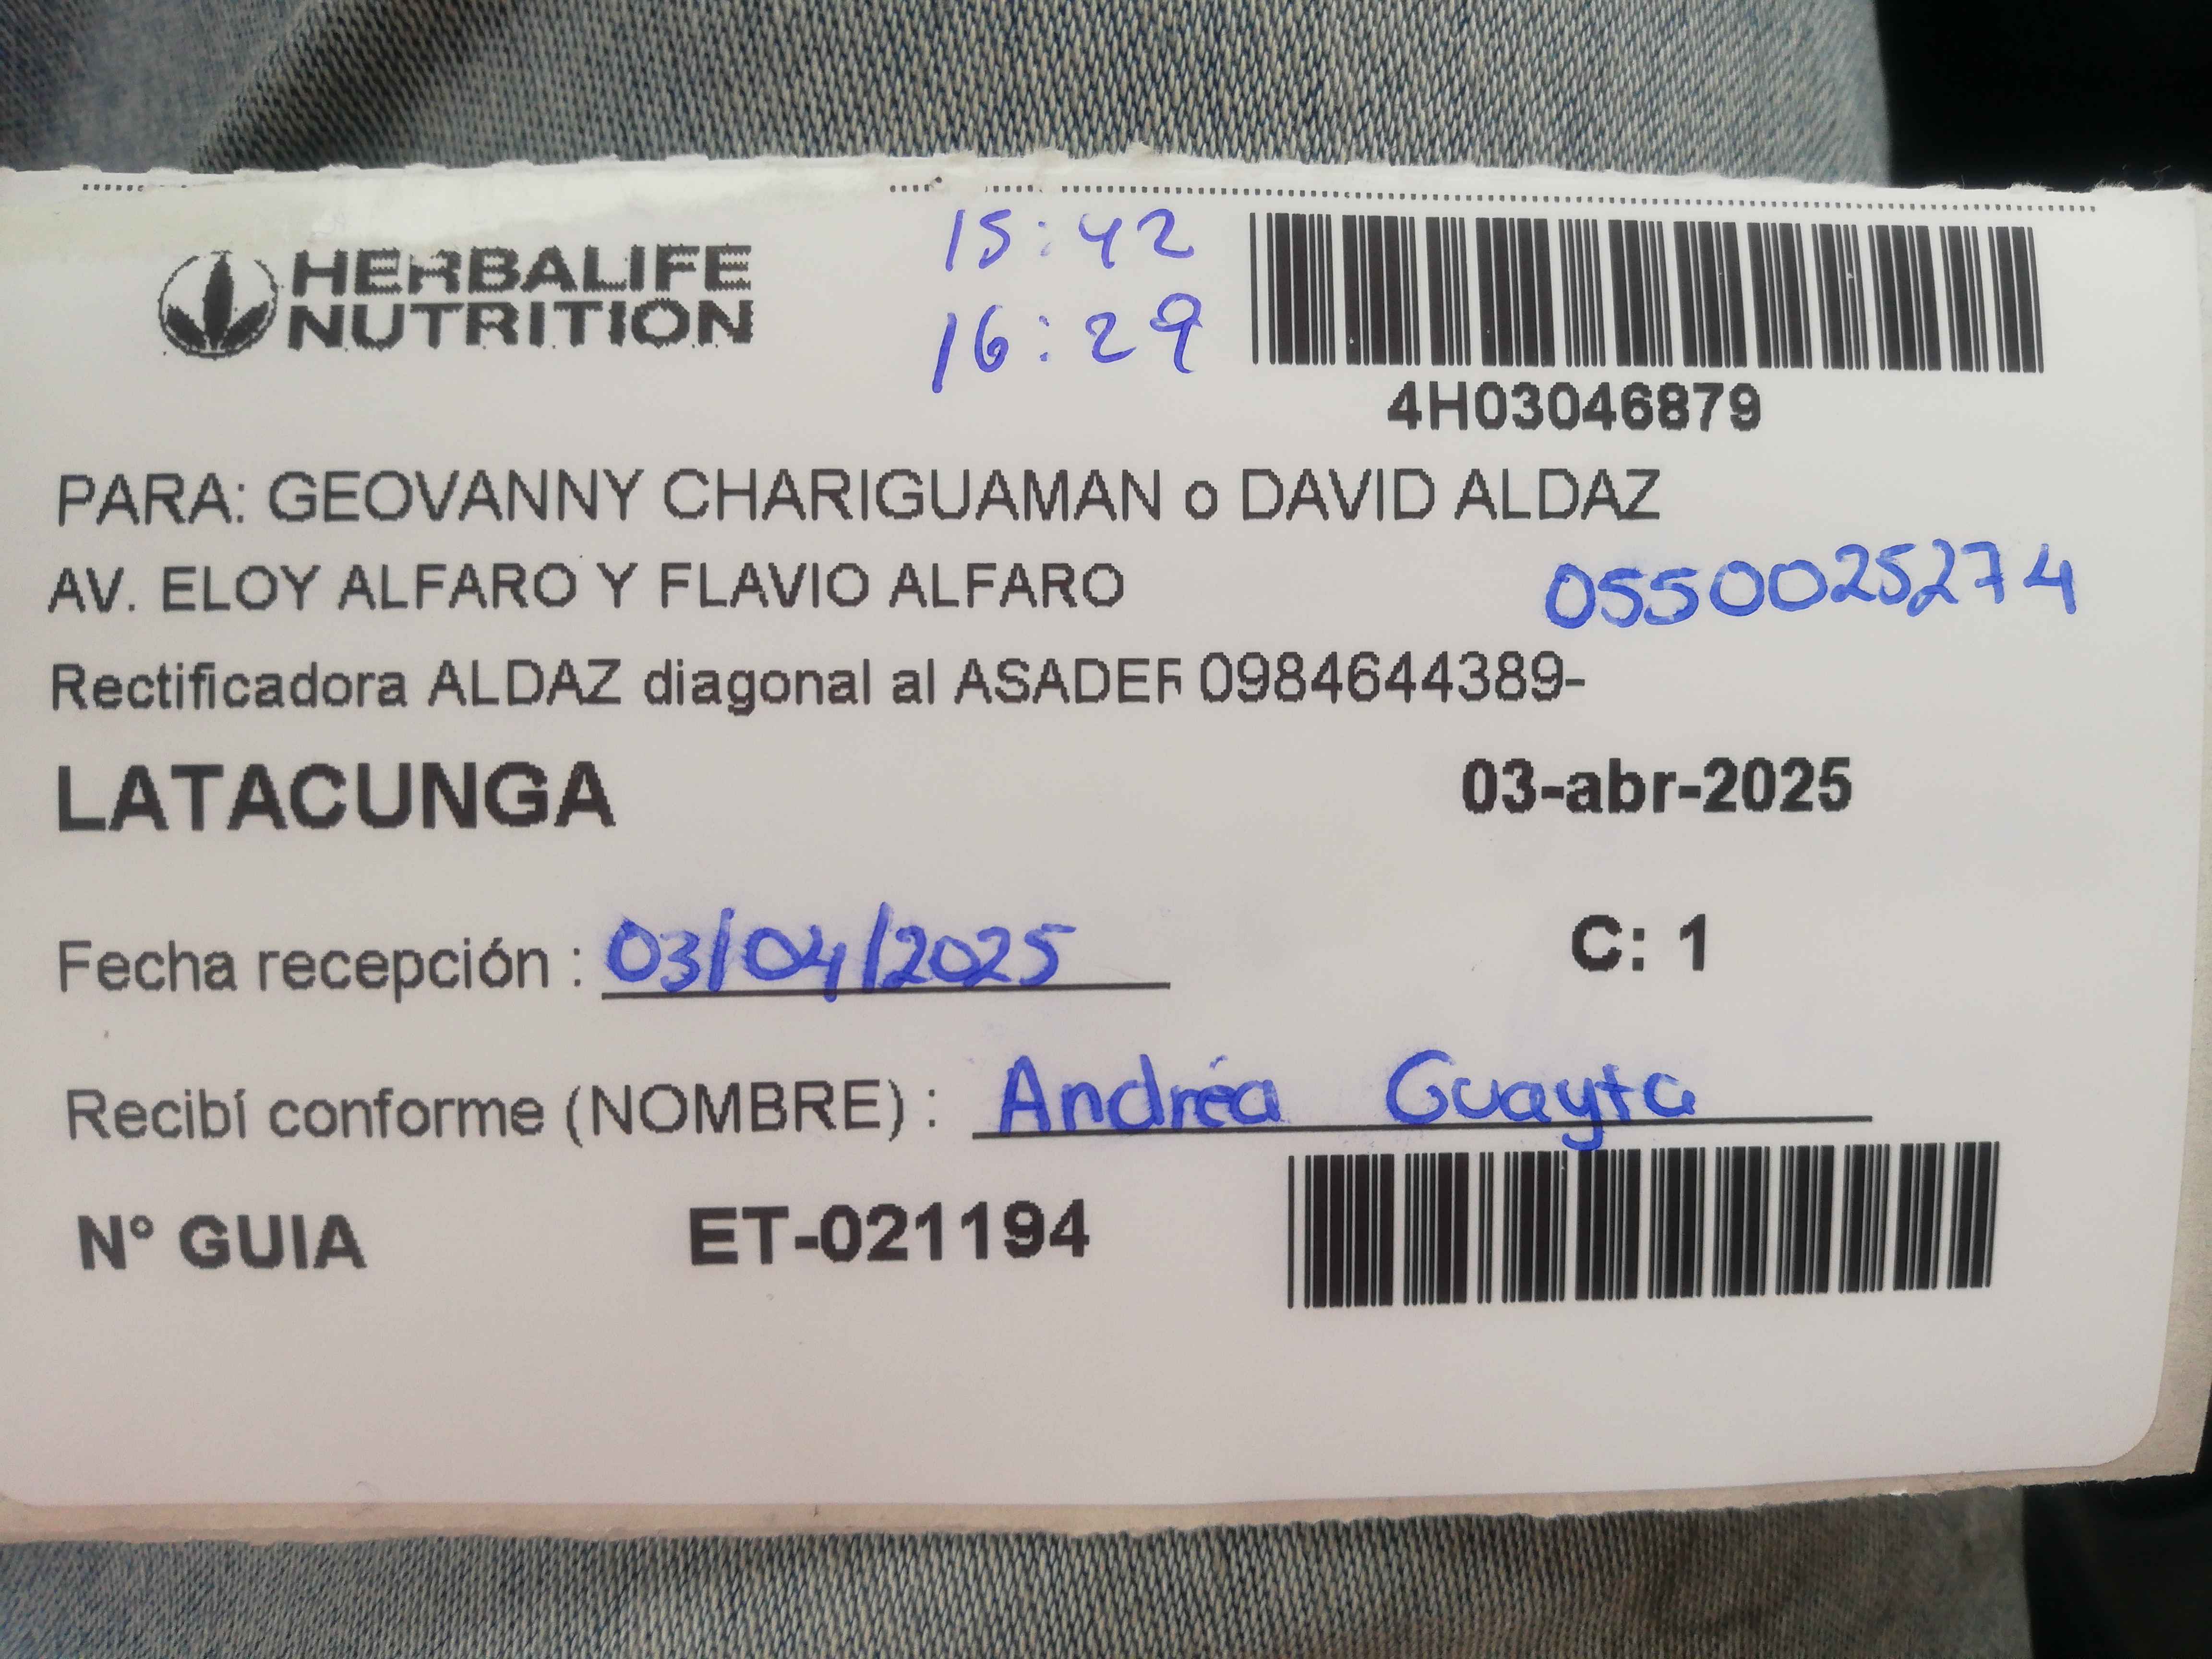 HERBALIFE
NUTRITION
15:42
16:29
4H03046879
PARA: GEOVANNY CHARIGUAMAN o DAVID ALDAZ
AV. ELOY ALFARO Y FLAVIO ALFARO
0550025274
Rectificadora ALDAZ diagonal al ASADER 0984644389-
LATACUNGA 03-abr-2025
Fecha recepción : 03/04/2025 C: 1
Recibí conforme (NOMBRE) : Andréa Guayta
N° GUIA ET-021194